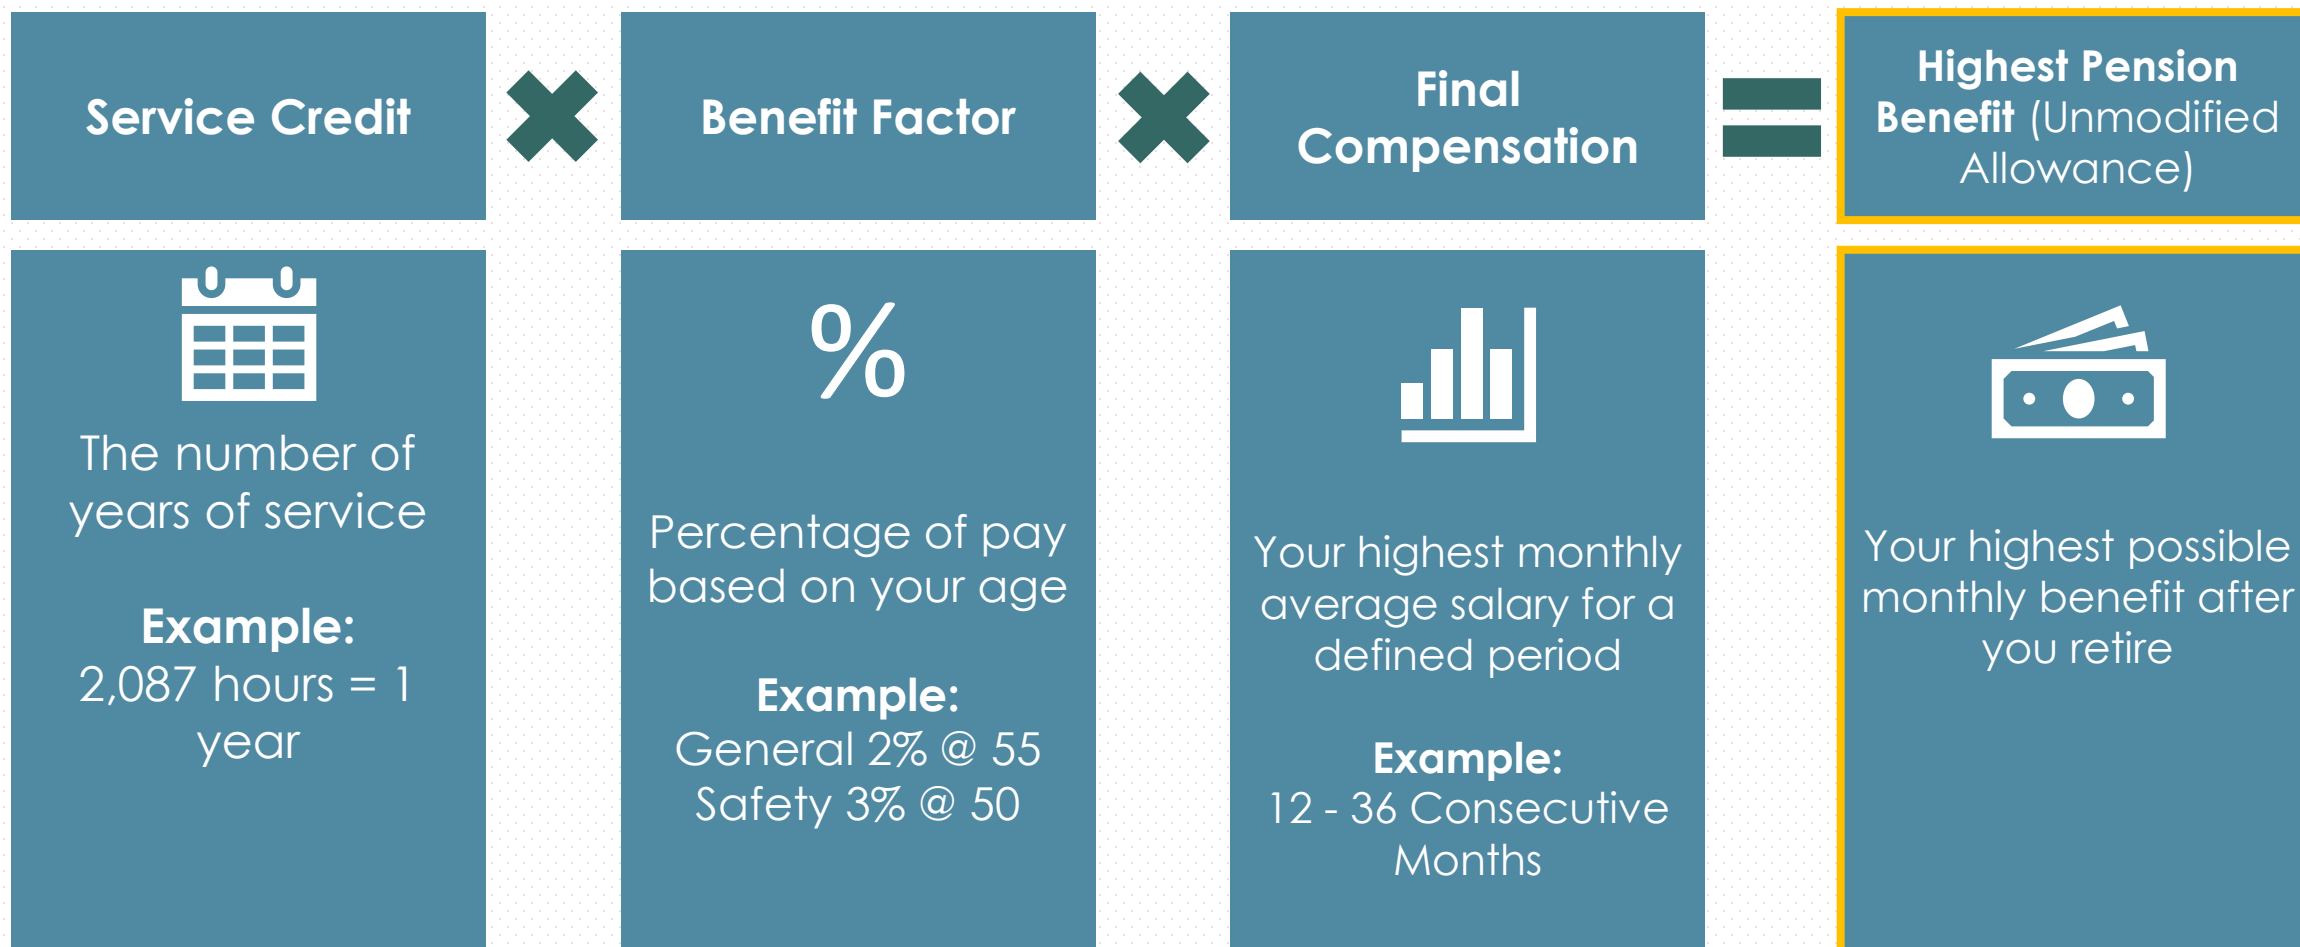 Service Credit
Benefit Factor
Final
Compensation
Highest Pension
Benefit (Unmodified
Allowance)
The number of
years of service
Example:
2,087 hours = 1
year
%
Percentage of pay
based on your age
Example:
General 2% @ 55
Safety 3% @ 50
Your highest monthly
average salary for a
defined period
Example:
12 - 36 Consecutive
Months
Your highest possible
monthly benefit after
you retire